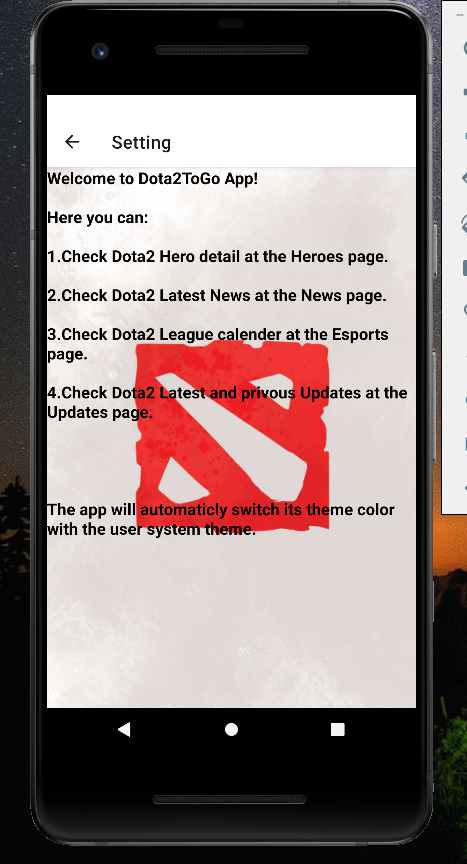 Setting
Welcome to Dota2ToGo App!
Here you can:
1.Check Dota2 Hero detail at the Heroes page.
2.Check Dota2 Latest News at the News page.
3.Check Dota2 League calender at the Esports
page.
4.Check Dota2 Latest and privous Updates at the
Updates page.
The app will automaticly switch its theme color
with the user system theme.